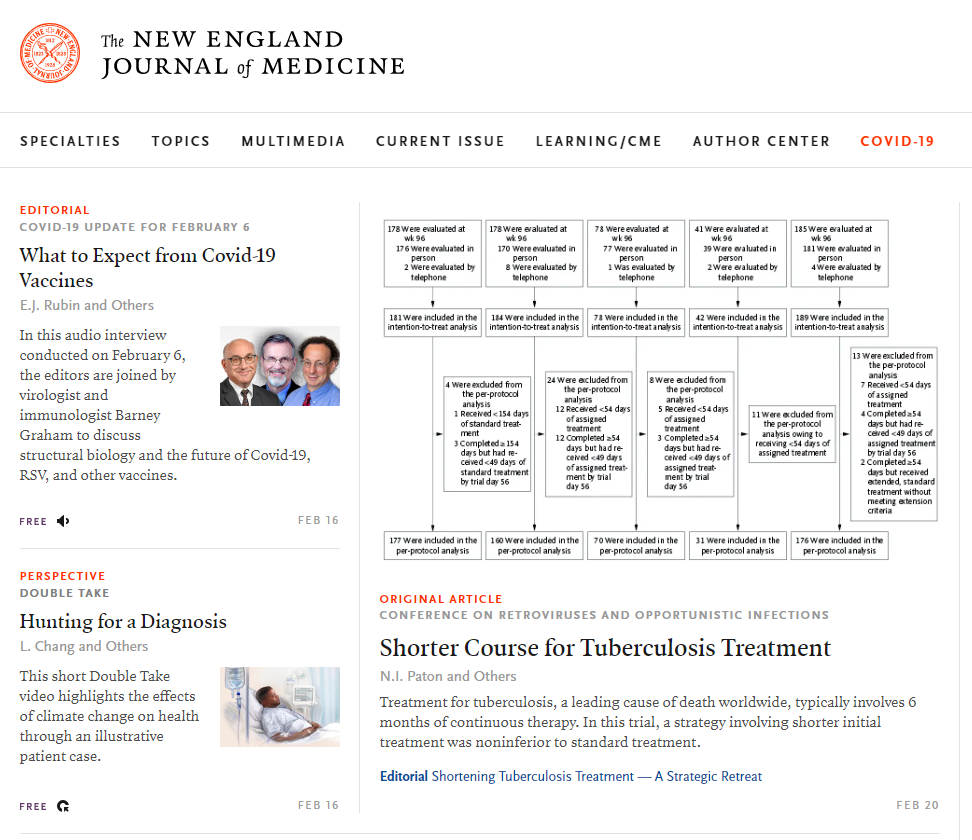 The NEW ENGLAND
JOURNAL of MEDICINE
SPECIALTIES TOPICS MULTIMEDIA CURRENT ISSUE LEARNING/CME AUTHOR CENTER COVID-19
EDITORIAL
COVID-19 UPDATE FOR FEBRUARY 6
What to Expect from Covid-19
Vaccines
E.J. Rubin and Others
In this audio interview
conducted on February 6,
the editors are joined by
virologist and
immunologist Barney
Graham to discuss
structural biology and the future of Covid-19,
RSV, and other vaccines.
FREE FEB 16
PERSPECTIVE
DOUBLE TAKE
Hunting for a Diagnosis
L. Chang and Others
This short Double Take
video highlights the effects
of climate change on health
through an illustrative
patient case.
FREE FEB 16
178 Were evaluated at
wk 96
176 Were evaluated in
person
2 Were evaluated by
telephone
178 Were evaluated at
wk 96
170 Were evaluated in
person
8 Were evaluated by
telephone
78 Were evaluated at
wk 96
77 Were evaluated in
person
1 Was evaluated by
telephone
41 Were evaluated at
wk 96
39 Were evaluated in
person
2 Were evaluated by
telephone
185 Were evaluated at
wk 96
181 Were evaluated in
person
4 Were evaluated by
telephone
181 Were included in the
intention-to-treat analysis
184 Were included in the
intention-to-treat analysis
78 Were included in the
intention-to-treat analysis
42 Were included in the
intention-to-treat analysis
189 Were included in the
intention-to-treat analysis
4 Were excluded from
the per-protocol
analysis
1 Received <154 days
of standard treat-
ment
3 Completed ≥154
days but had re-
ceived <49 days of
standard treatment
by trial day 56
24 Were excluded from
the per-protocol
analysis
12 Received <54 days
of assigned
treatment
12 Completed ≥54
days but had re-
ceived <49 days
of assigned treat-
ment by trial
day 56
8 Were excluded from
the per-protocol
analysis
5 Received <54 days
of assigned
treatment
3 Completed ≥54
days but had re-
ceived <49 days
of assigned treat-
ment by trial
day 56
11 Were excluded from
the per-protocol
analysis owing to
receiving <54 days of
assigned treatment
13 Were excluded from
the per-protocol
analysis
7 Received <54 days
of assigned
treatment
4 Completed ≥54
days but had re-
ceived <49 days
of assigned treatment
by trial day 56
2 Completed ≥54
days but received
extended, standard
treatment without
meeting extension
criteria
177 Were included in the
per-protocol analysis
160 Were included in the
per-protocol analysis
70 Were included in the
per-protocol analysis
31 Were included in the
per-protocol analysis
176 Were included in the
per-protocol analysis
ORIGINAL ARTICLE
CONFERENCE ON RETROVIRUSES AND OPPORTUNISTIC INFECTIONS
Shorter Course for Tuberculosis Treatment
N.I. Paton and Others
Treatment for tuberculosis, a leading cause of death worldwide, typically involves 6
months of continuous therapy. In this trial, a strategy involving shorter initial
treatment was noninferior to standard treatment.
Editorial Shortening Tuberculosis Treatment — A Strategic Retreat
FEB 20